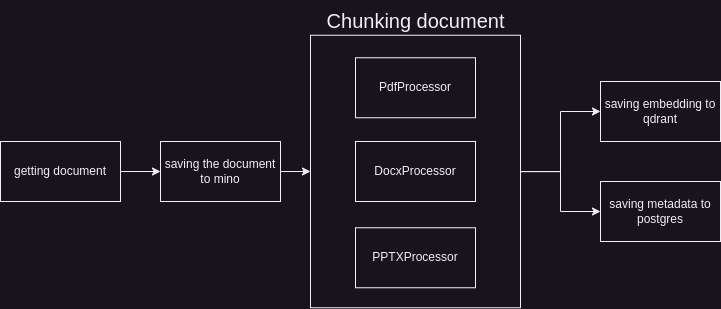 Chunking document
getting document
saving the document
to mino
PdfProcessor
DocxProcessor
PPTXProcessor
saving embedding to
qdrant
saving metadata to
postgres